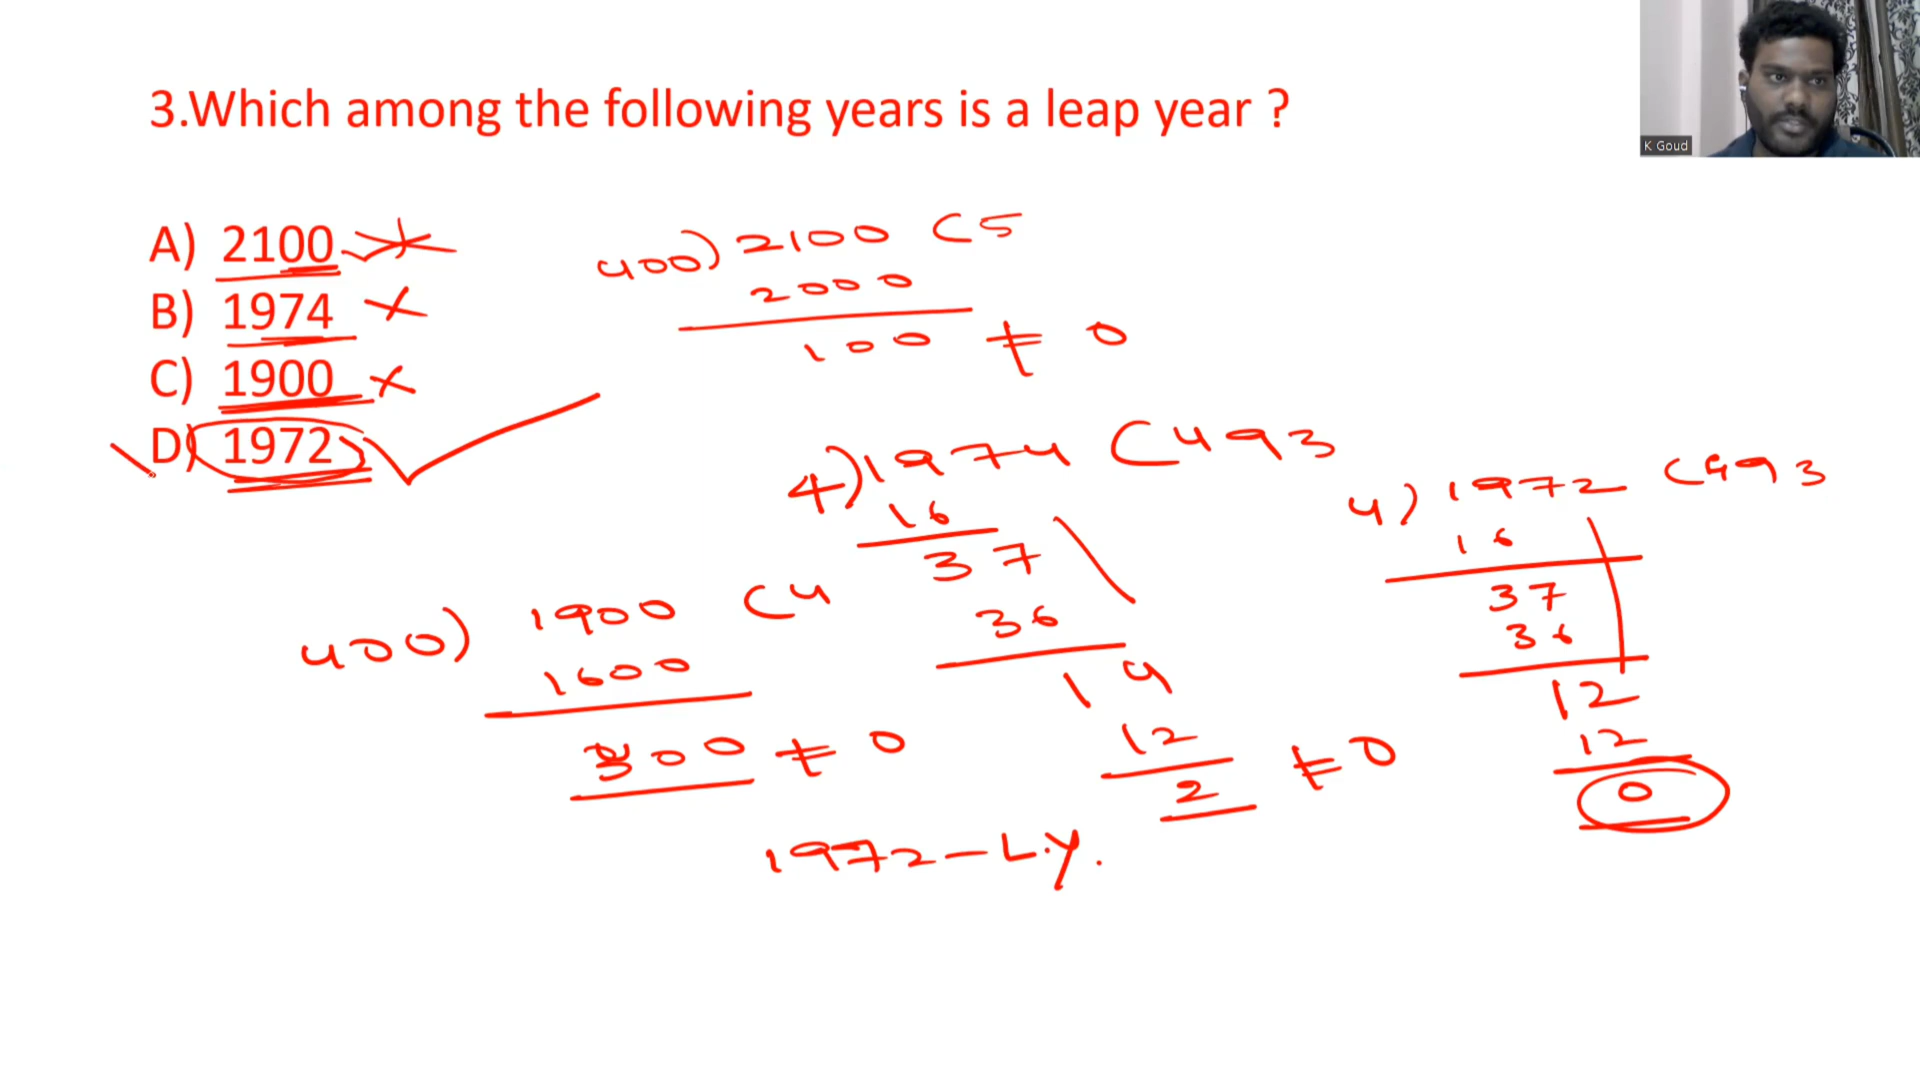 3.Which among the following years is a leap year ?
K Goud
A) 2100
B) 1974
C) 1900
D) 1972
400) 2100 ( 5
2000
100 ≠ 0
4) 1974 ( 493
16
37
36
14
12
2 ≠ 0
4) 1972 ( 493
16
37
36
12
12
0
400) 1900 ( 4
1600
300 ≠ 0
1972 - L.Y.